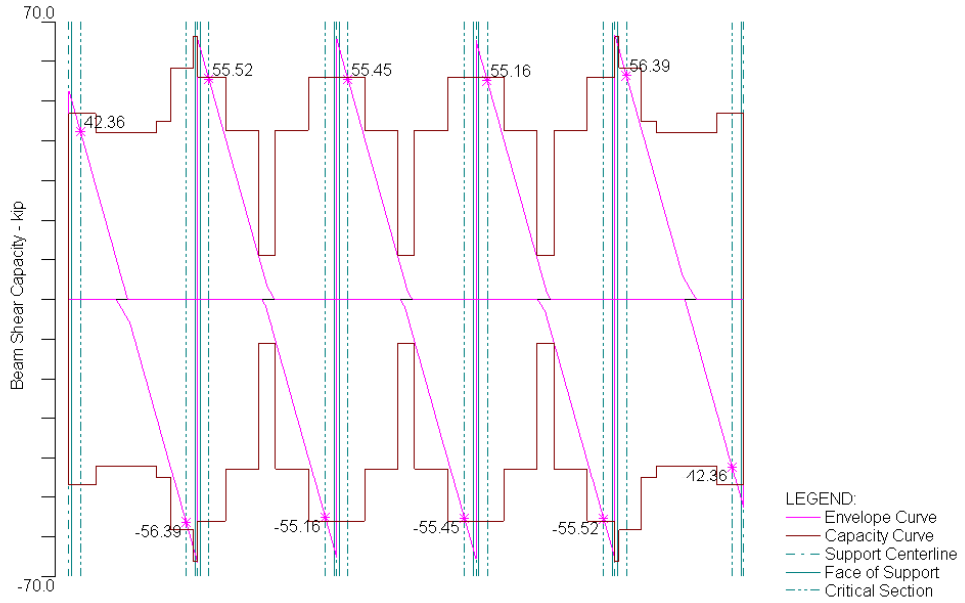 70.0
55.52
55.45
55.16
56.39
42.36
Beam Shear Capacity - kip
-56.39
-55.16
-55.45
-55.52
42.36
-70.0
LEGEND:
Envelope Curve
Capacity Curve
Support Centerline
Face of Support
Critical Section